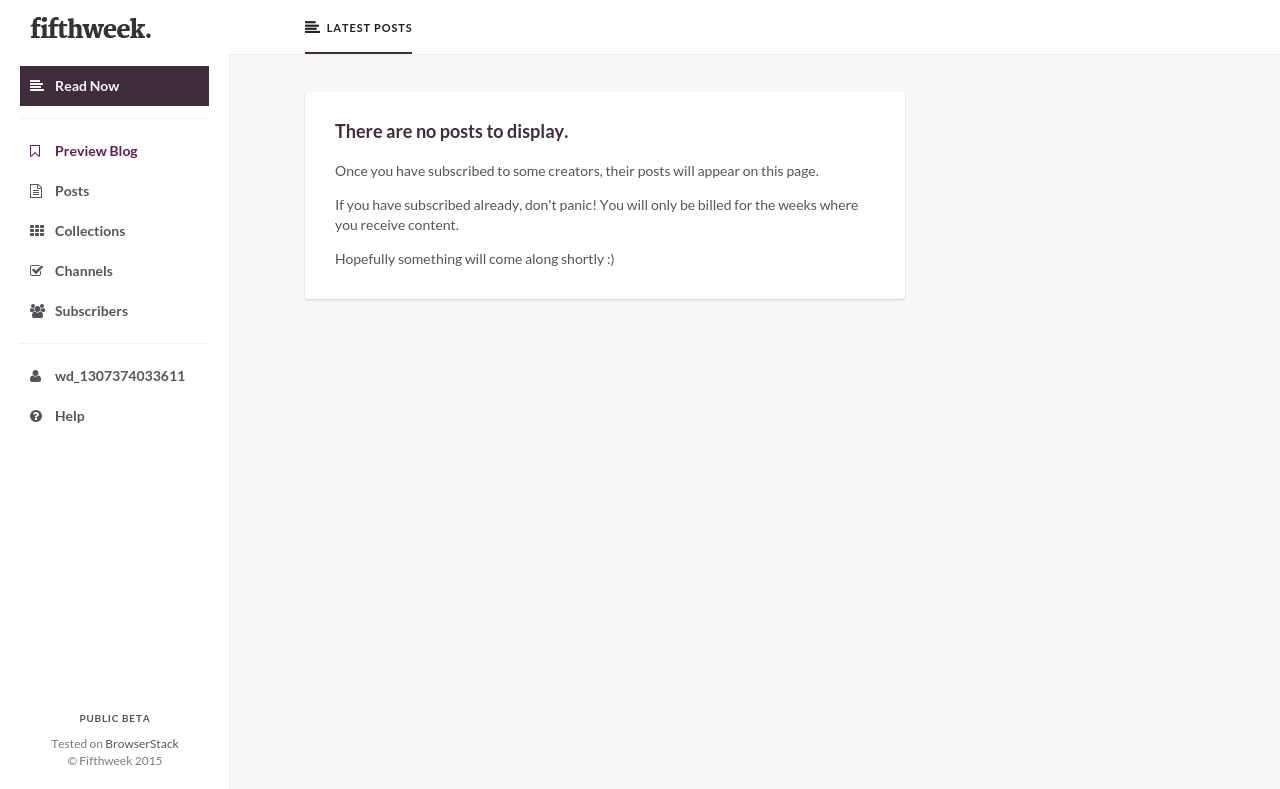 fifthweek.
LATEST POSTS
Read Now
Preview Blog
Posts
Collections
Channels
Subscribers
wd_1307374033611
Help
There are no posts to display.
Once you have subscribed to some creators, their posts will appear on this page.
If you have subscribed already, don't panic! You will only be billed for the weeks where
you receive content.
Hopefully something will come along shortly :)
PUBLIC BETA
Tested on BrowserStack
© Fifthweek 2015